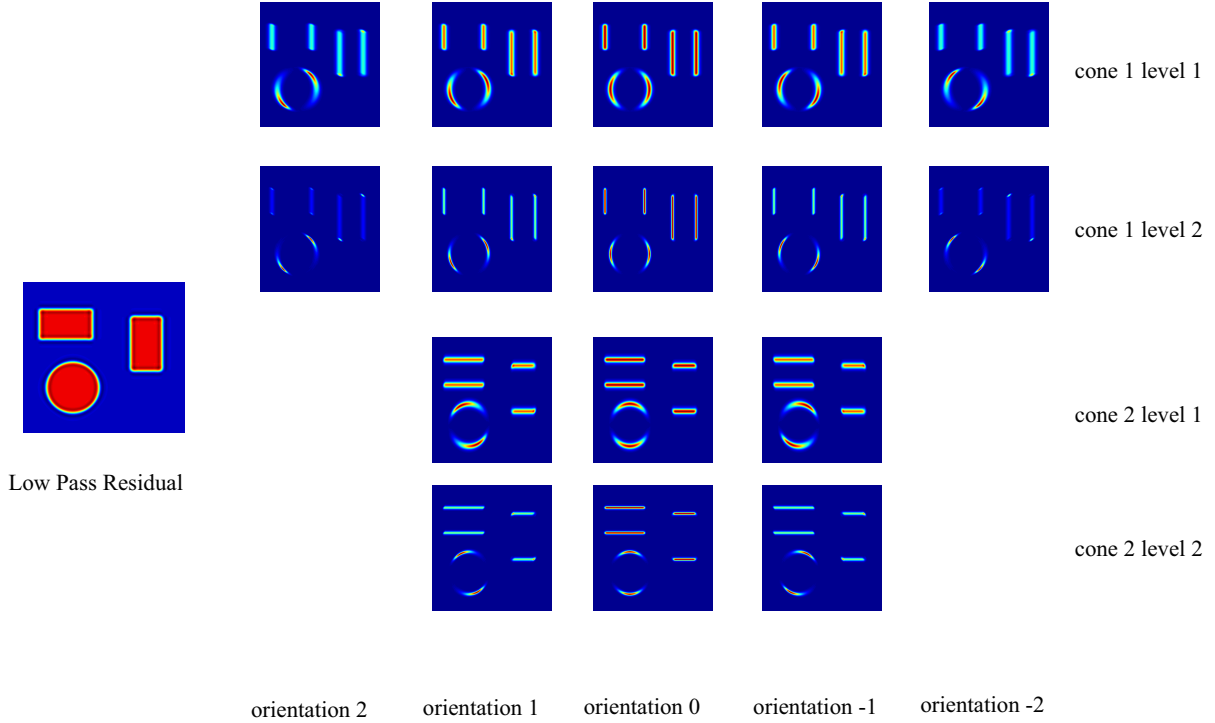 cone 1 level 1
cone 1 level 2
cone 2 level 1
Low Pass Residual
cone 2 level 2
orientation 2
orientation 1
orientation 0
orientation -1
orientation -2